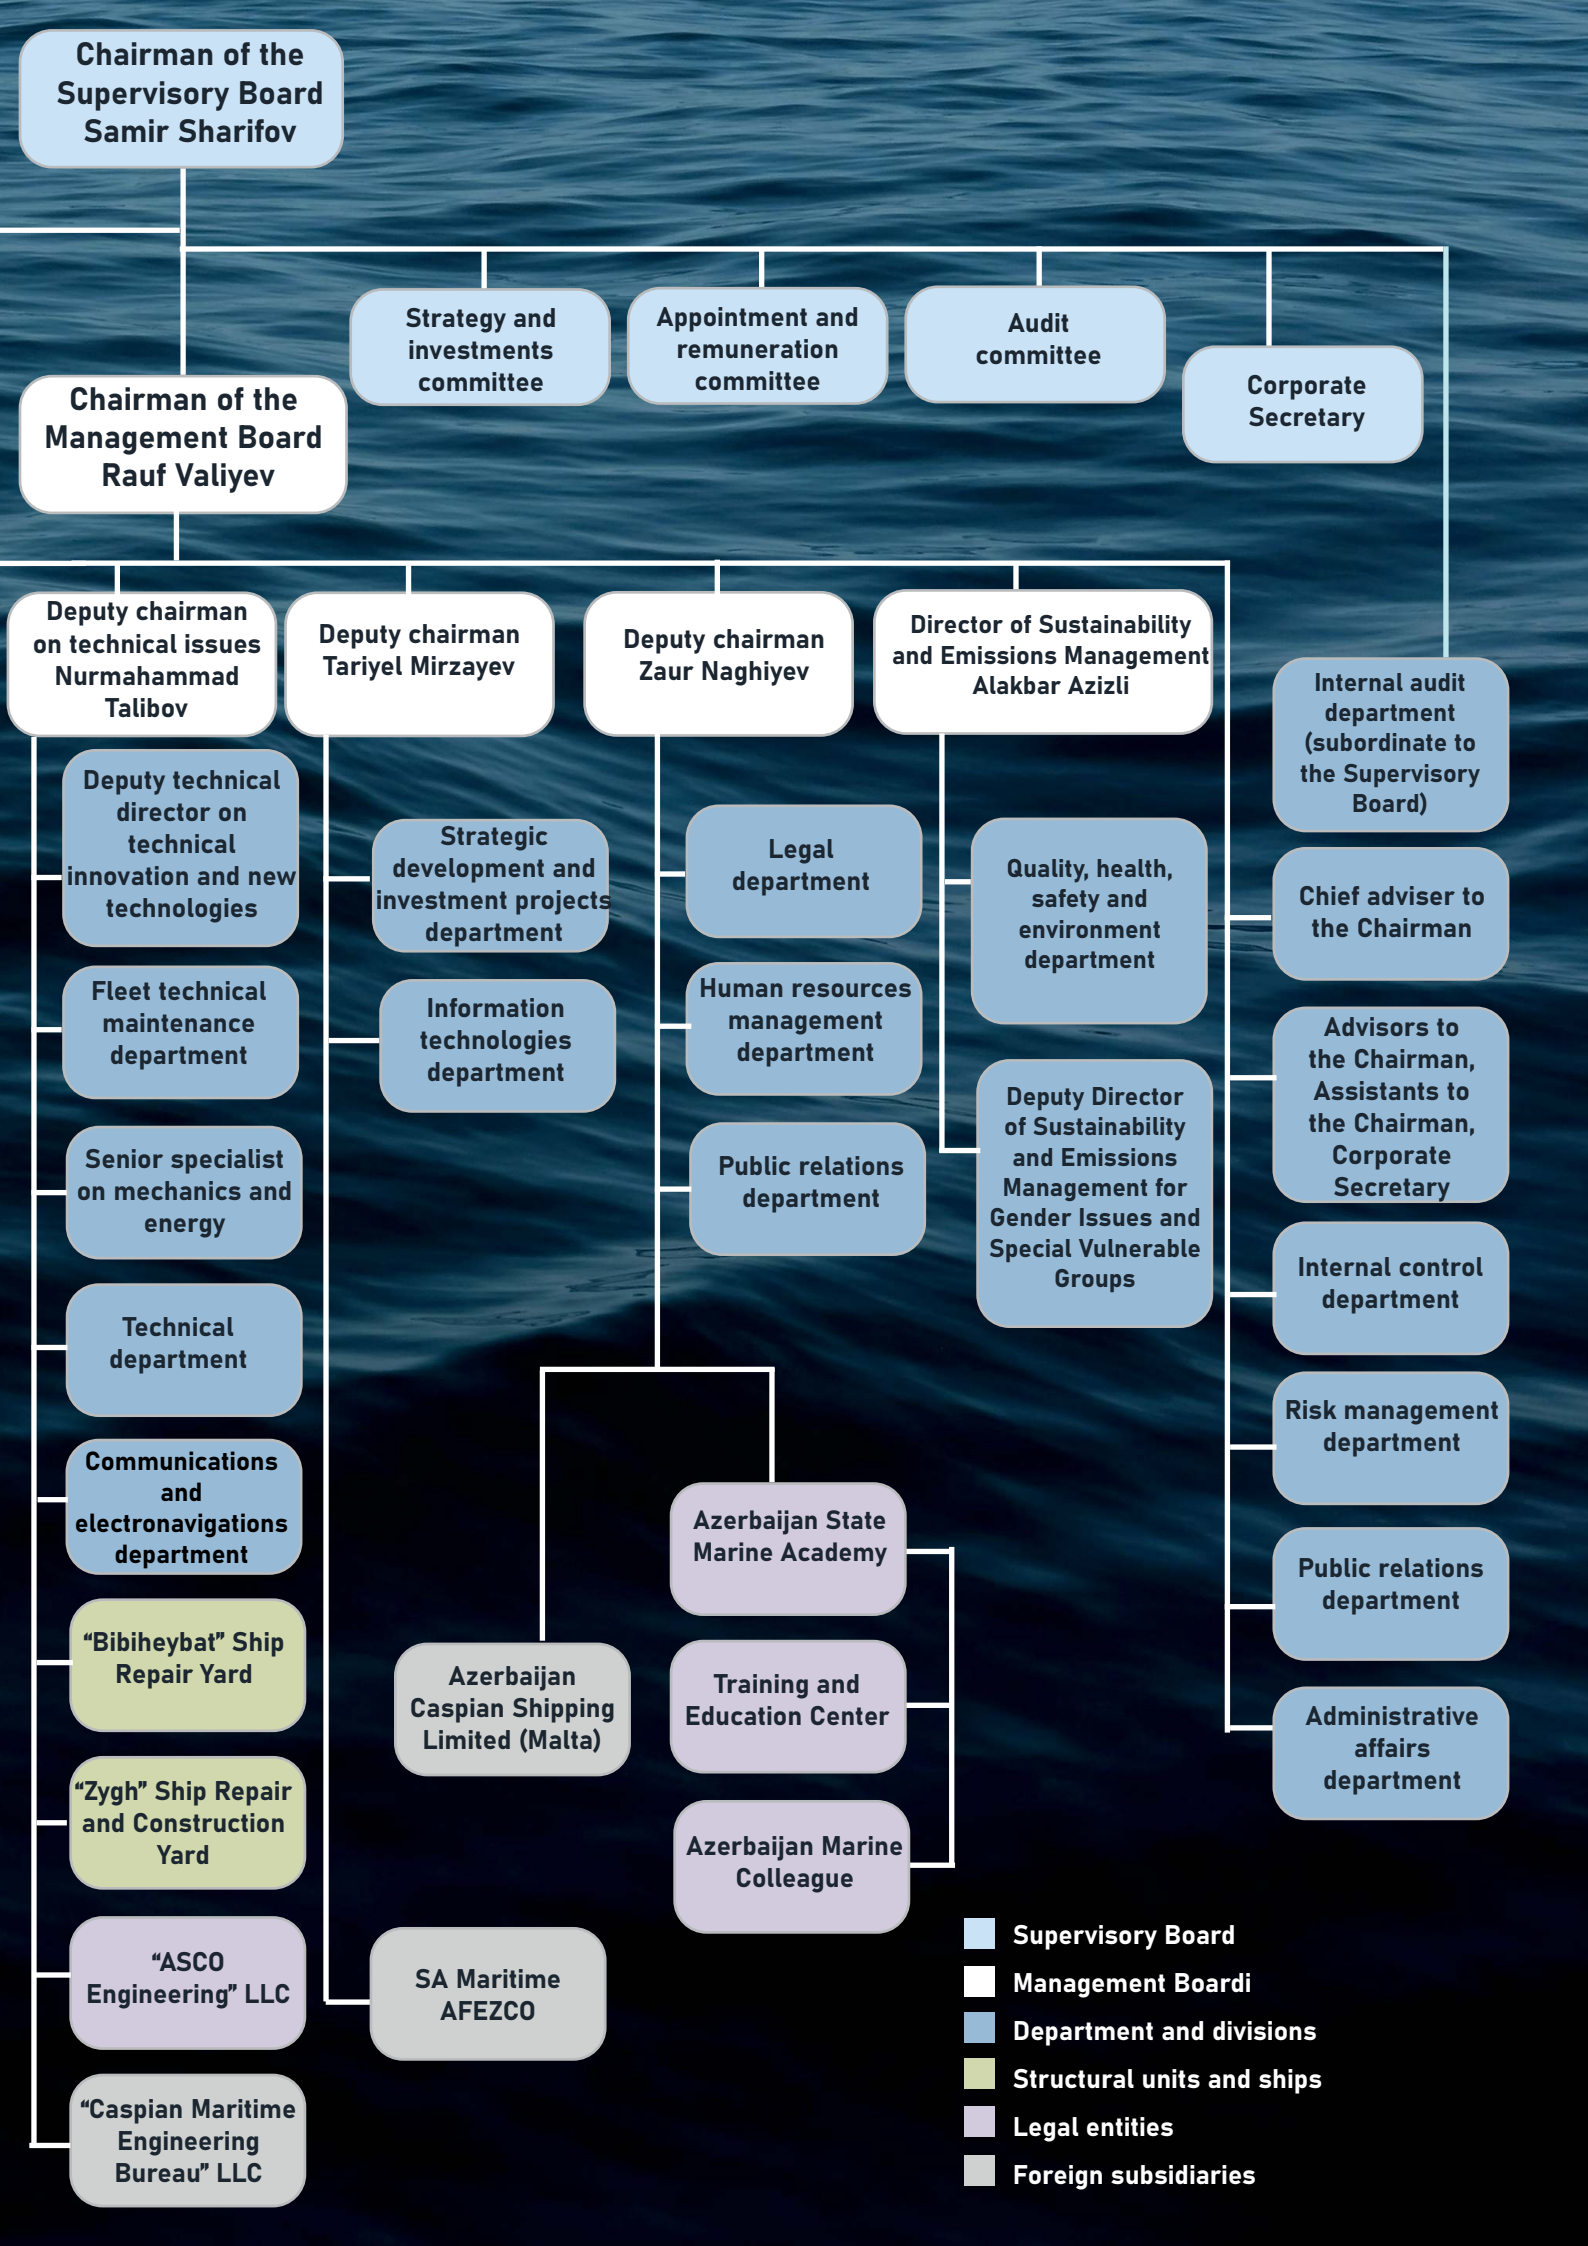 Chairman of the
Supervisory Board
Samir Sharifov
Strategy and
investments
committee
Appointment and
remuneration
committee
Audit
committee
Corporate
Secretary
Chairman of the
Management Board
Rauf Valiyev
Deputy chairman
on technical issues
Nurmahammad
Talibov
Deputy chairman
Tariyel Mirzayev
Deputy chairman
Zaur Naghiyev
Director of Sustainability
and Emissions Management
Alakbar Azizli
Internal audit
department
(subordinate to
the Supervisory
Board)
Deputy technical
director on
technical
innovation and new
technologies
Fleet technical
maintenance
department
Senior specialist
on mechanics and
energy
Technical
department
Communications
and
electronavigations
department
“Bibiheybat” Ship
Repair Yard
“Zygh” Ship Repair
and Construction
Yard
“ASCO
Engineering” LLC
“Caspian Maritime
Engineering
Bureau” LLC
Strategic
development and
investment projects
department
Information
technologies
department
SA Maritime
AFEZCO
Legal
department
Human resources
management
department
Public relations
department
Azerbaijan
Caspian Shipping
Limited (Malta)
Azerbaijan State
Marine Academy
Training and
Education Center
Azerbaijan Marine
Colleague
Quality, health,
safety and
environment
department
Deputy Director
of Sustainability
and Emissions
Management for
Gender Issues and
Special Vulnerable
Groups
Chief adviser to
the Chairman
Advisors to
the Chairman,
Assistants to
the Chairman,
Corporate
Secretary
Internal control
department
Risk management
department
Public relations
department
Administrative
affairs
department
Supervisory Board
Management Boardi
Department and divisions
Structural units and ships
Legal entities
Foreign subsidiaries